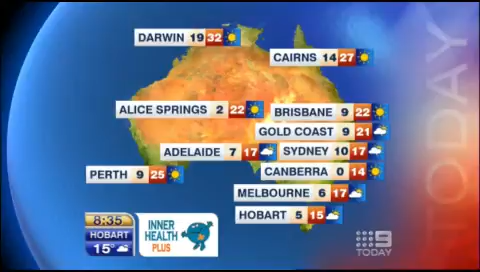 DARWIN 19 32
CAIRNS 14 27
ALICE SPRINGS 2 22
BRISBANE 9 22
GOLD COAST 9 21
ADELAIDE 7 17
SYDNEY 10 17
PERTH 9 25
CANBERRA 0 14
MELBOURNE 6 17
HOBART 5 15
8:35
HOBART
15°
INNER
HEALTH
PLUS
9
TODAY
TODAY